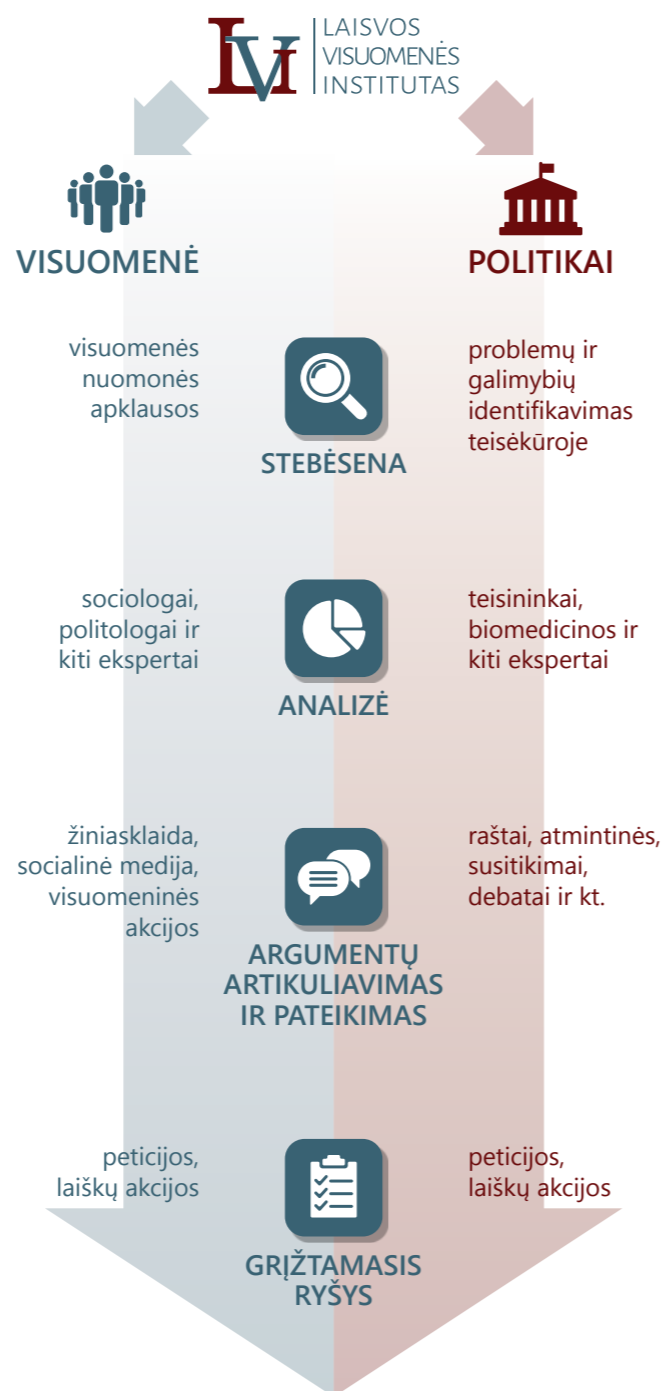 LVI
LAISVOS
VISUOMENĖS
INSTITUTAS
VISUOMENĖ
POLITIKAI
visuomenės
nuomonės
apklausos
STEBĖSENA
problemų ir
galimybių
identifikavimas
teisėkūroje
sociologai,
politologai ir
kiti ekspertai
ANALIZĖ
teisininkai,
biomedicinos ir
kiti ekspertai
žiniasklaida,
socialinė medija,
visuomeninės
akcijos
ARGUMENTŲ
ARTIKULIAVIMAS
IR PATEIKIMAS
raštai, atmintinės,
susitikimai,
debatai ir kt.
peticijos,
laiškų akcijos
GRĮŽTAMASIS
RYŠYS
peticijos,
laiškų akcijos